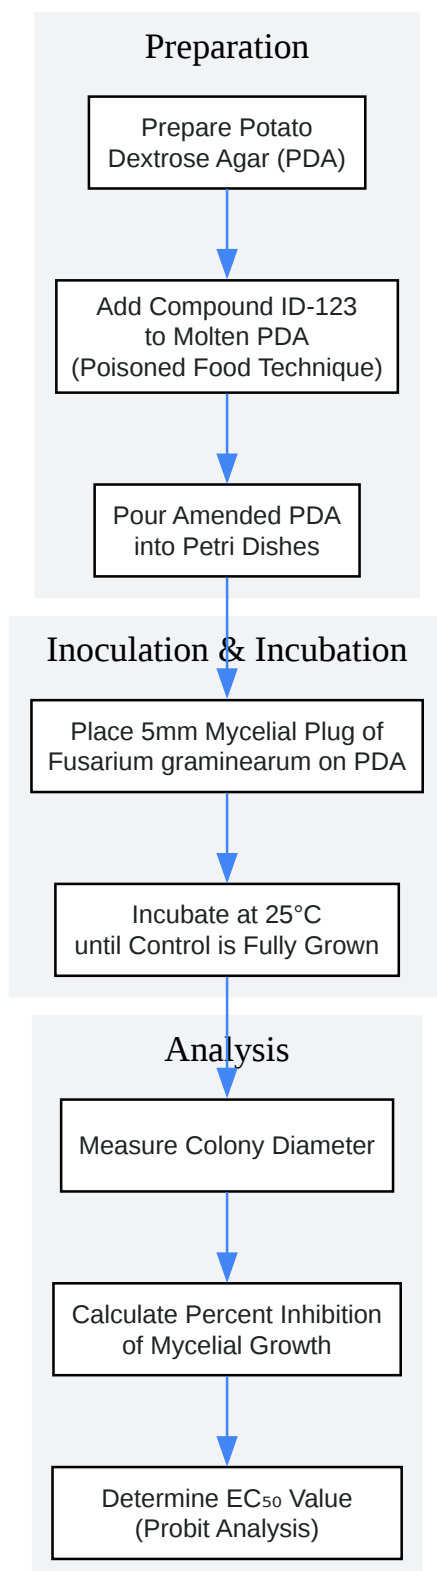 Preparation
Prepare Potato
Dextrose Agar (PDA)
Add Compound ID-123
to Molten PDA
(Poisoned Food Technique)
Pour Amended PDA
into Petri Dishes
Inoculation & Incubation
Place 5mm Mycelial Plug of
Fusarium graminearum on PDA
Incubate at 25°C
until Control is Fully Grown
Analysis
Measure Colony Diameter
Calculate Percent Inhibition
of Mycelial Growth
Determine EC₅₀ Value
(Probit Analysis)